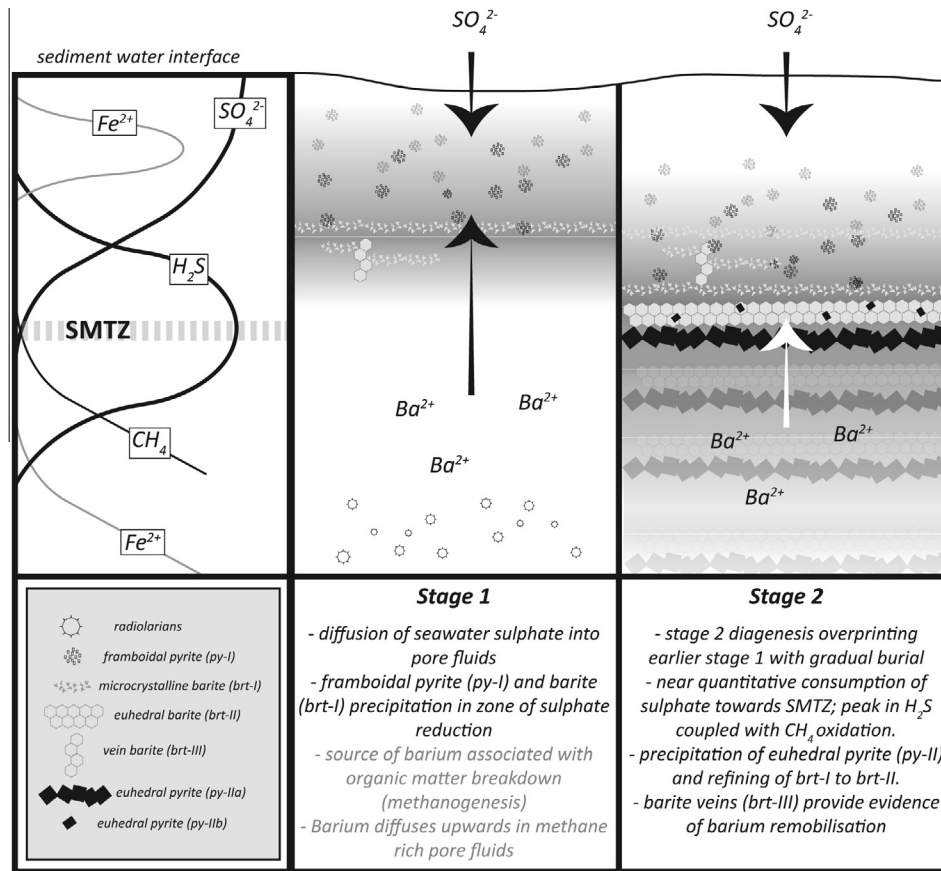 SO₄²⁻
SO₄²⁻
sediment water interface
Fe²⁺
SO₄²⁻
H₂S
SMTZ
CH₄
Fe²⁺
Ba²⁺
Ba²⁺
Ba²⁺
Ba²⁺
Ba²⁺
Ba²⁺
radiolarians
framboidal pyrite (py-I)
microcrystalline barite (brt-I)
euhedral barite (brt-II)
vein barite (brt-III)
euhedral pyrite (py-IIa)
euhedral pyrite (py-IIb)
Stage 1
- diffusion of seawater sulphate into
pore fluids
- framboidal pyrite (py-I) and barite
(brt-I) precipitation in zone of sulphate
reduction
- source of barium associated with
organic matter breakdown
(methanogenesis)
- Barium diffuses upwards in methane
rich pore fluids
Stage 2
- stage 2 diagenesis overprinting
earlier stage 1 with gradual burial
- near quantitative consumption of
sulphate towards SMTZ; peak in H₂S
coupled with CH₄ oxidation.
- precipitation of euhedral pyrite (py-II)
and refining of brt-I to brt-II.
- barite veins (brt-III) provide evidence
of barium remobilisation